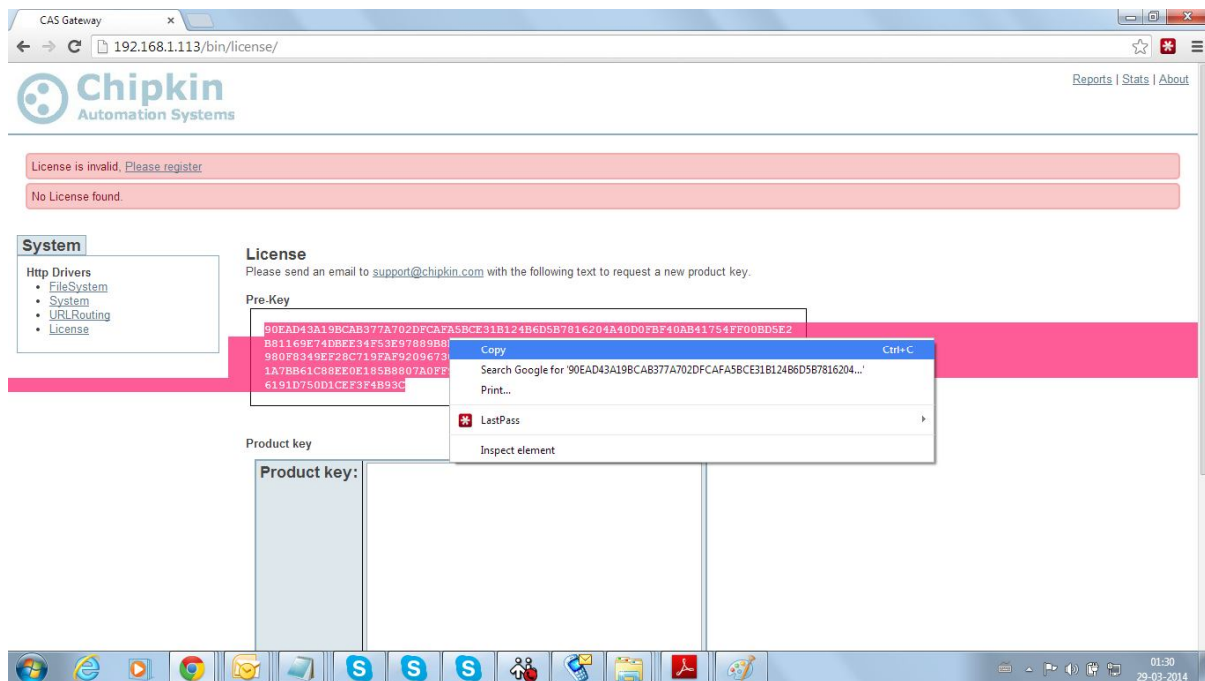 CAS Gateway
192.168.1.113/bin/license/
Chipkin
Automation Systems
Reports | Stats | About
License is invalid, Please register
No License found.
System
Http Drivers
FileSystem
System
URLRouting
License
License
Please send an email to support@chipkin.com with the following text to request a new product key.
Pre-Key
90EAD43A19BCAB377A702DFCAFA5BCE31B124B6D5B7816204A40D0FBF40AB41754FF00BD5E2
B81169E74DBEE34F53E97889B8
980F8349EF28C719FAF9209673
1A7BB61C88EE0E185B8807A0FF
6191D750D1CEF3F4B93C
Copy Ctrl+C
Search Google for '90EAD43A19BCAB377A702DFCAFA5BCE31B124B6D5B7816204...'
Print...
LastPass
Inspect element
Product key
Product key:
01:30
29-03-2014